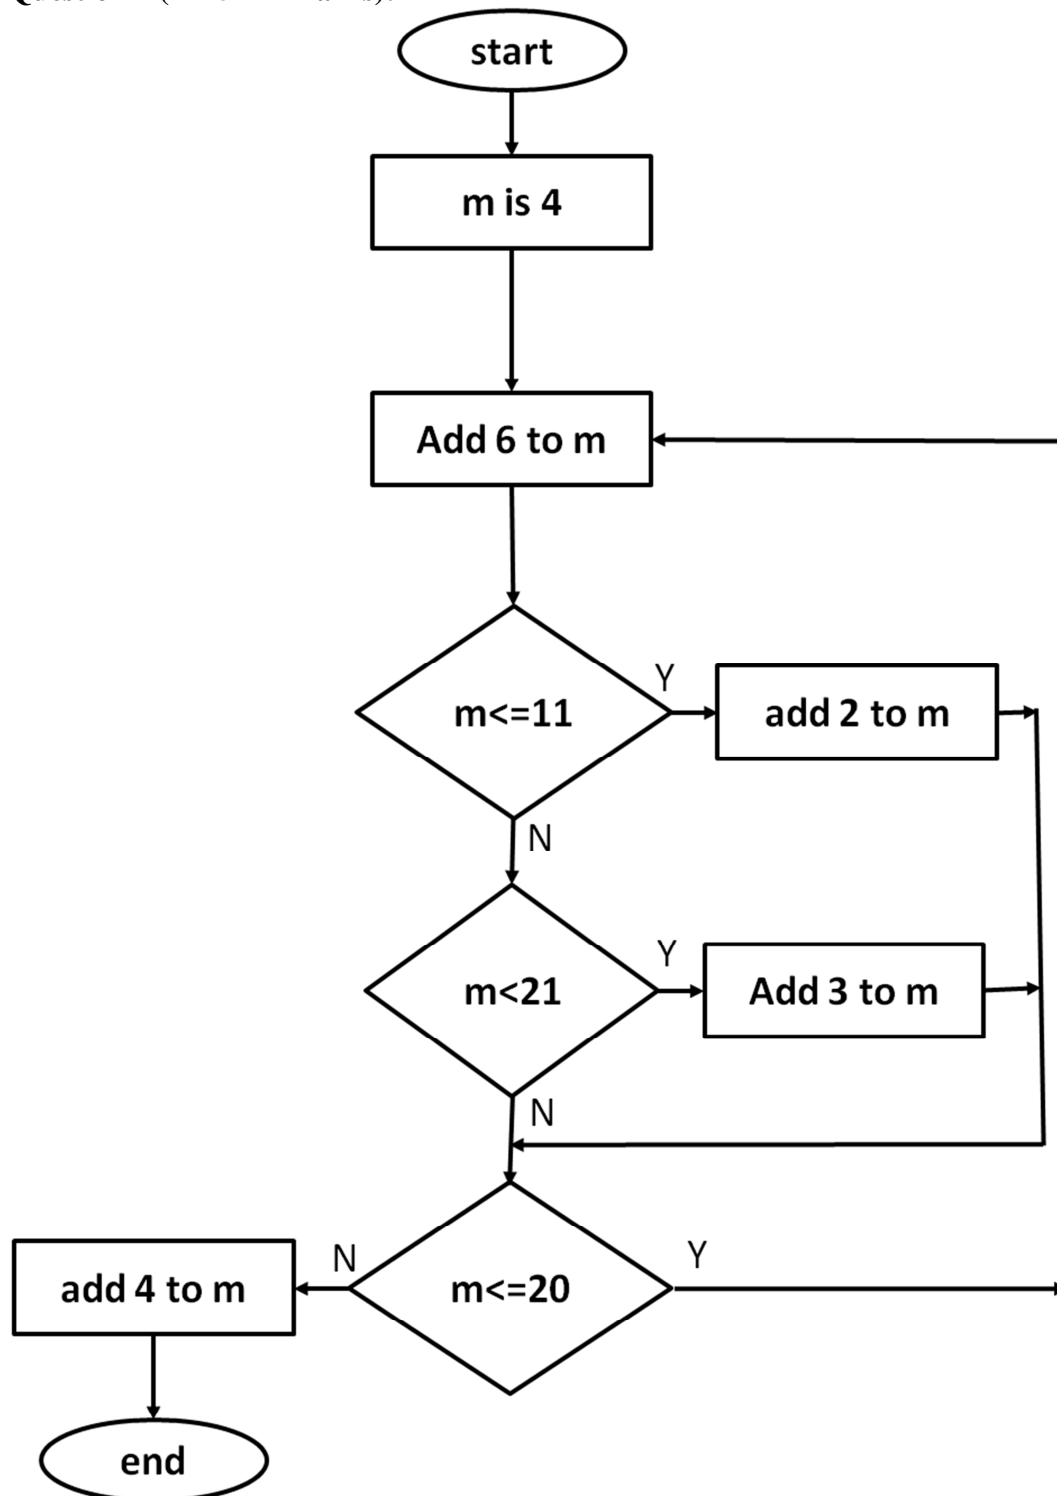 start
m is 4
Add 6 to m
m<=11
Y
add 2 to m
N
m<21
Y
Add 3 to m
N
m<=20
N
Y
add 4 to m
end